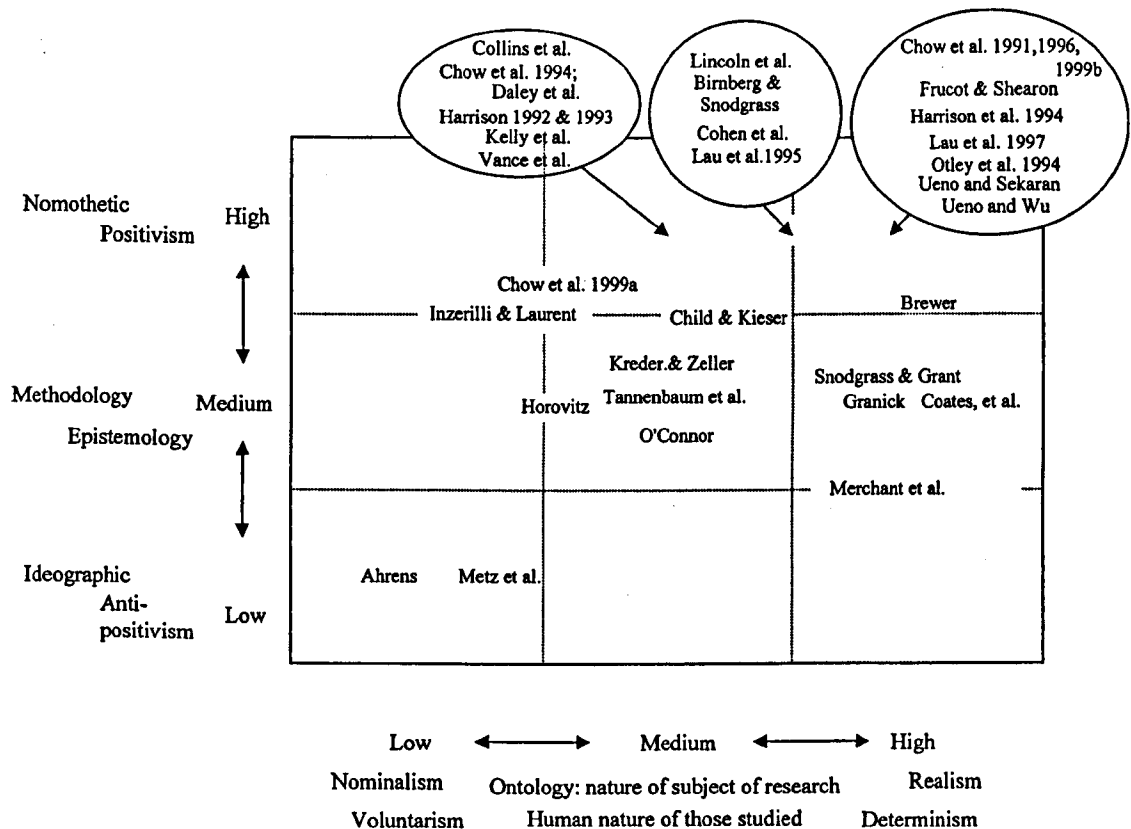 Collins et al.
Chow et al. 1994;
Daley et al.
Harrison 1992 & 1993
Kelly et al.
Vance et al.
Lincoln et al.
Birnberg &
Snodgrass
Cohen et al.
Lau et al.1995
Chow et al. 1991,1996,
1999b
Frucot & Shearon
Harrison et al. 1994
Lau et al. 1997
Otley et al. 1994
Ueno and Sekaran
Ueno and Wu
Nomothetic
Positivism
High
Chow et al. 1999a
Inzerilli & Laurent
Child & Kieser
Brewer
Methodology
Epistemology
Medium
Horovitz
Kreder.& Zeller
Tannenbaum et al.
O'Connor
Snodgrass & Grant
Granick Coates, et al.
Merchant et al.
Ideographic
Anti-
positivism
Low
Ahrens
Metz et al.
Low
Medium
High
Nominalism
Ontology: nature of subject of research
Realism
Voluntarism
Human nature of those studied
Determinism